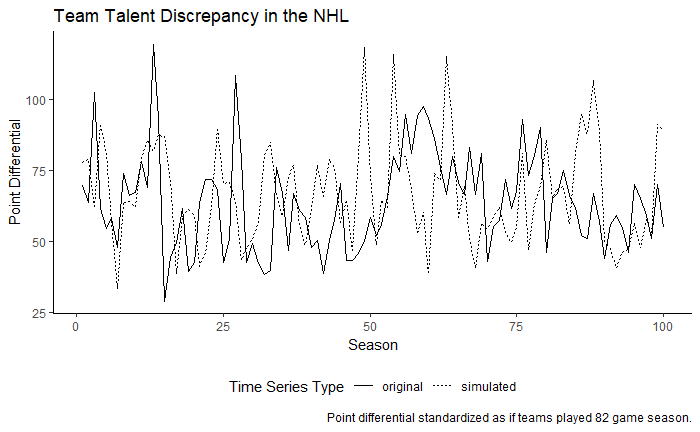 Team Talent Discrepancy in the NHL
Point Differential
100
75
50
25
0 25 50 75 100
Season
Time Series Type original simulated
Point differential standardized as if teams played 82 game season.